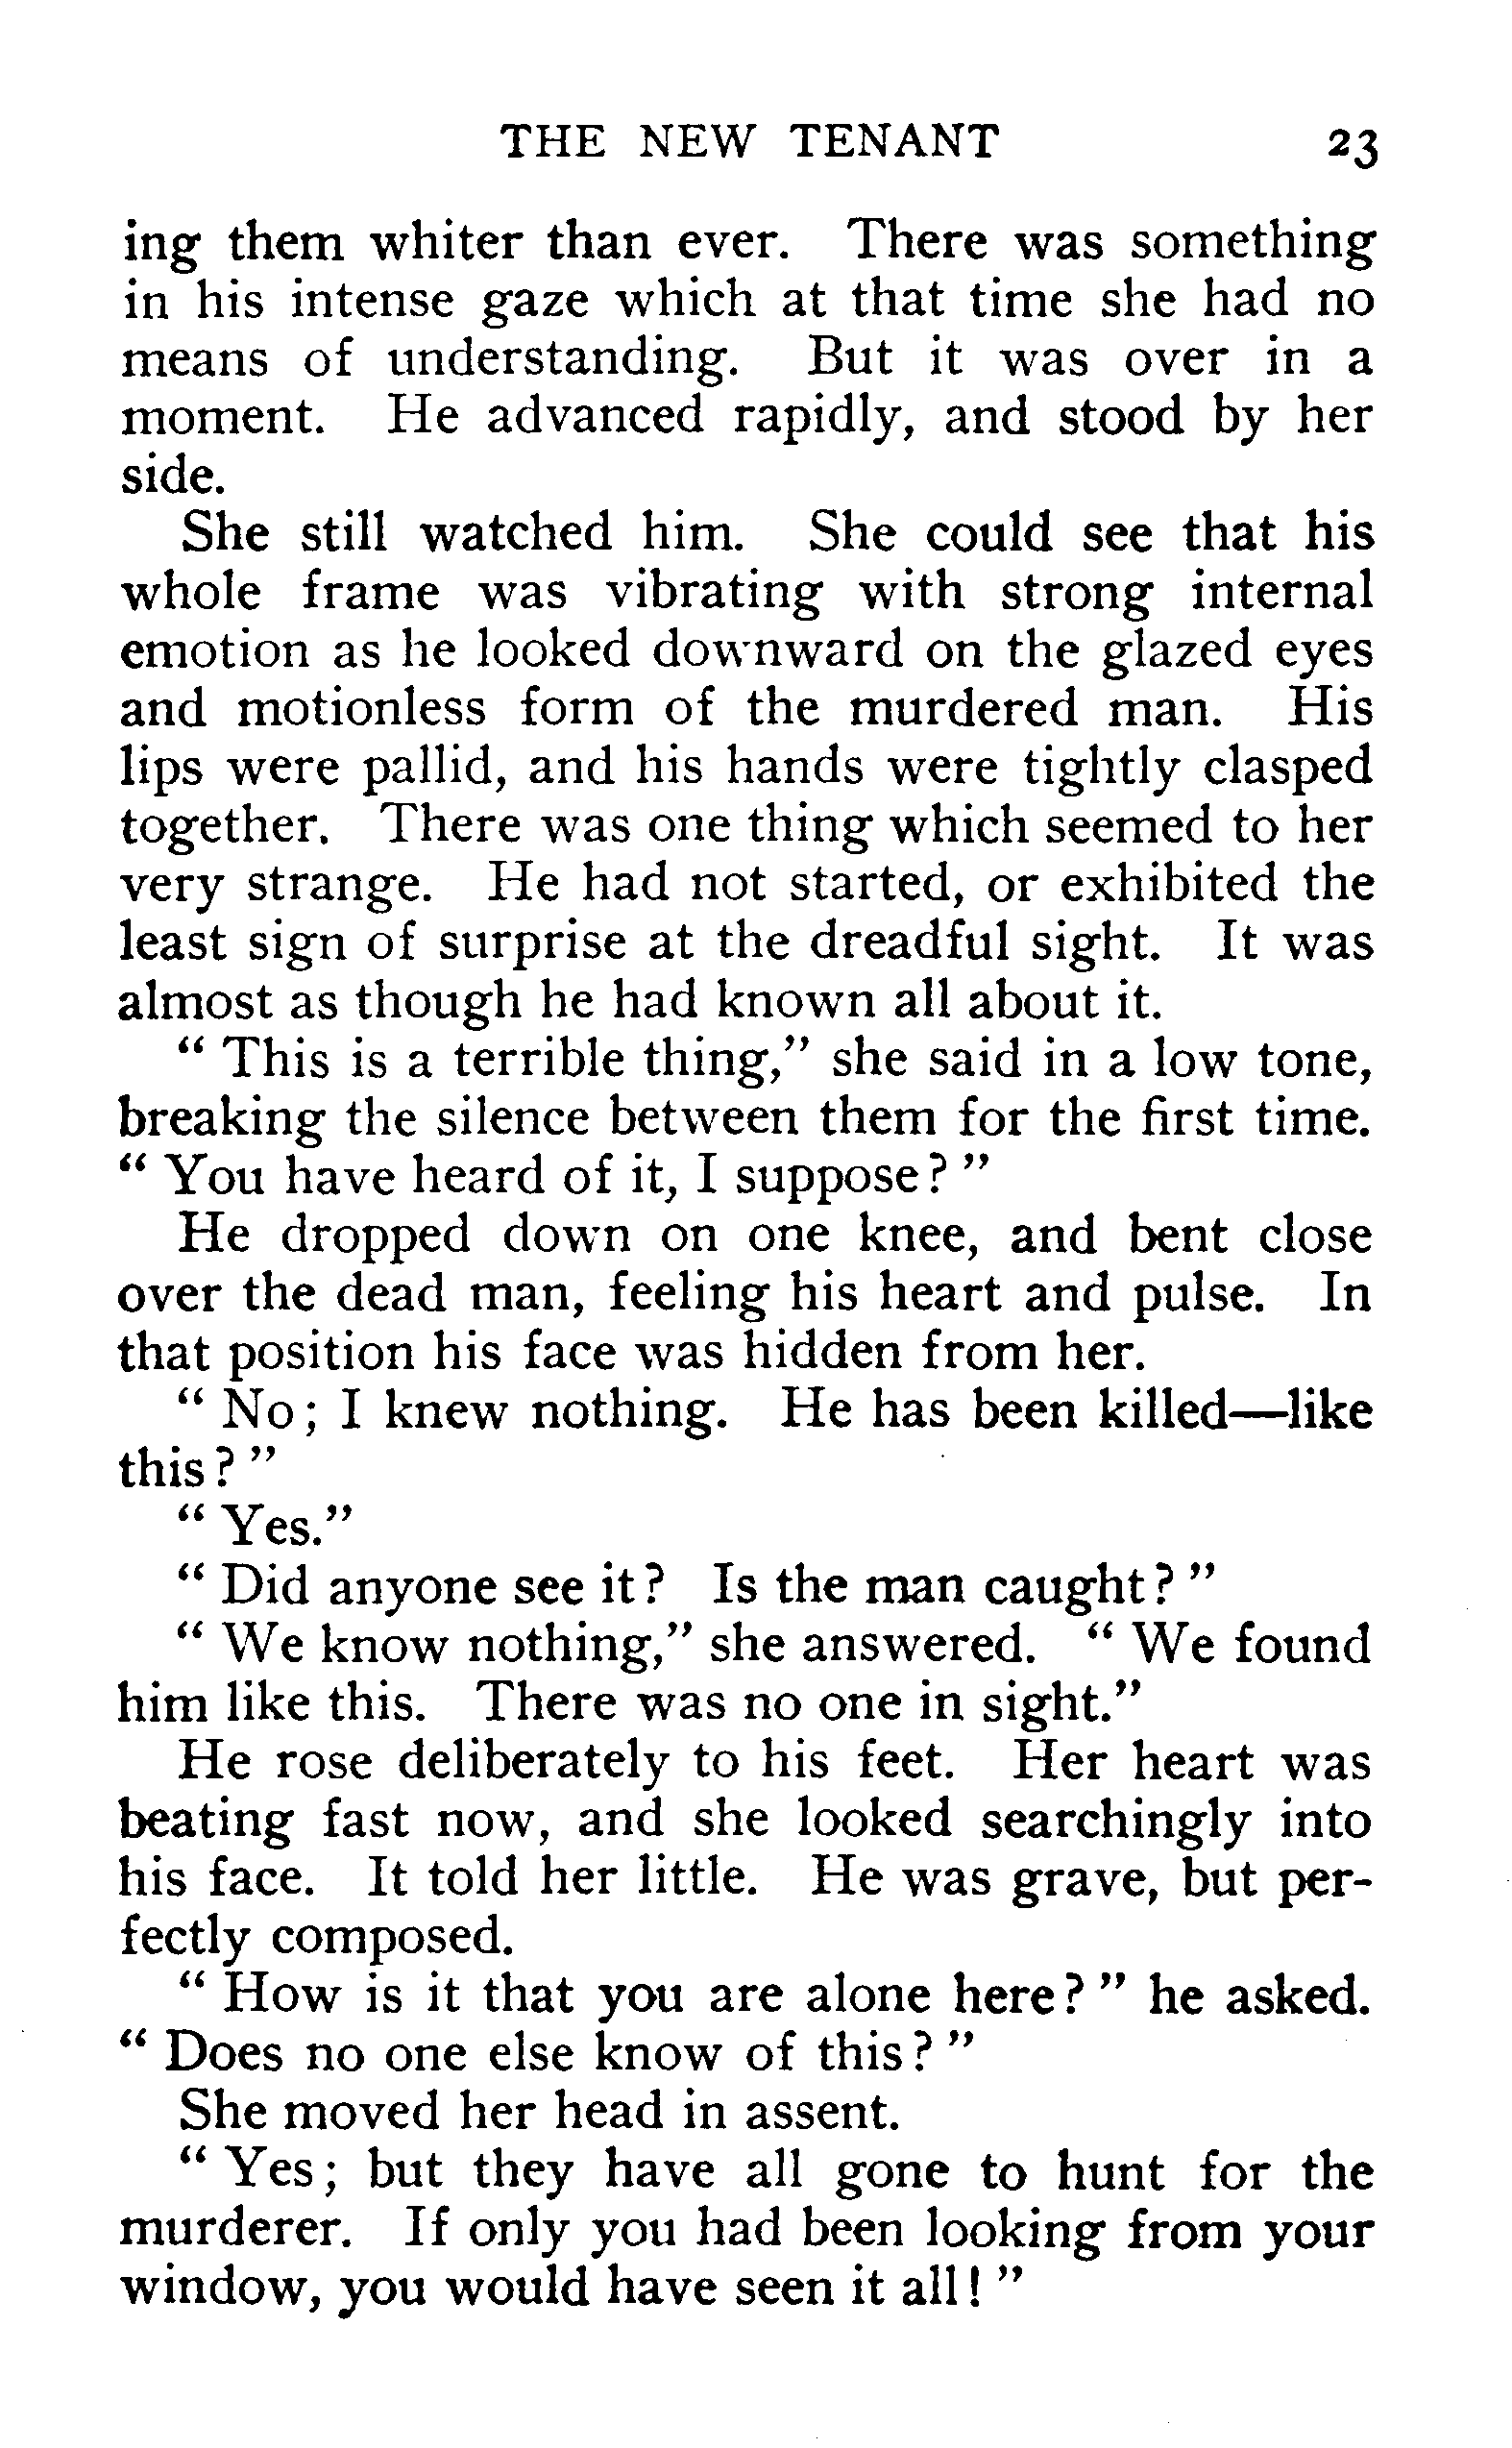 THE NEW TENANT 23
ing them whiter than ever. There was something
in his intense gaze which at that time she had no
means of understanding. But it was over in a
moment. He advanced rapidly, and stood by her
side.
She still watched him. She could see that his
whole frame was vibrating with strong internal
emotion as he looked downward on the glazed eyes
and motionless form of the murdered man. His
lips were pallid, and his hands were tightly clasped
together. There was one thing which seemed to her
very strange. He had not started, or exhibited the
least sign of surprise at the dreadful sight. It was
almost as though he had known all about it.
" This is a terrible thing," she said in a low tone,
breaking the silence between them for the first time.
" You have heard of it, I suppose ? "
He dropped down on one knee, and bent close
over the dead man, feeling his heart and pulse. In
that position his face was hidden from her.
" No ; I knew nothing. He has been killed—like
this ? "
" Yes."
" Did anyone see it ? Is the man caught ? "
" We know nothing," she answered. " We found
him like this. There was no one in sight."
He rose deliberately to his feet. Her heart was
beating fast now, and she looked searchingly into
his face. It told her little. He was grave, but per-
fectly composed.
" How is it that you are alone here ? " he asked.
" Does no one else know of this ? "
She moved her head in assent.
" Yes ; but they have all gone to hunt for the
murderer. If only you had been looking from your
window, you would have seen it all ! "